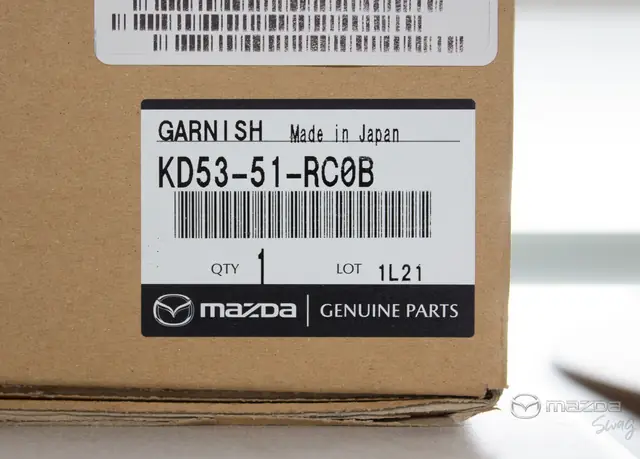 GARNISH Made in Japan
KD53-51-RC0B
QTY 1 LOT 1L21
mazda GENUINE PARTS
mazda
Swag